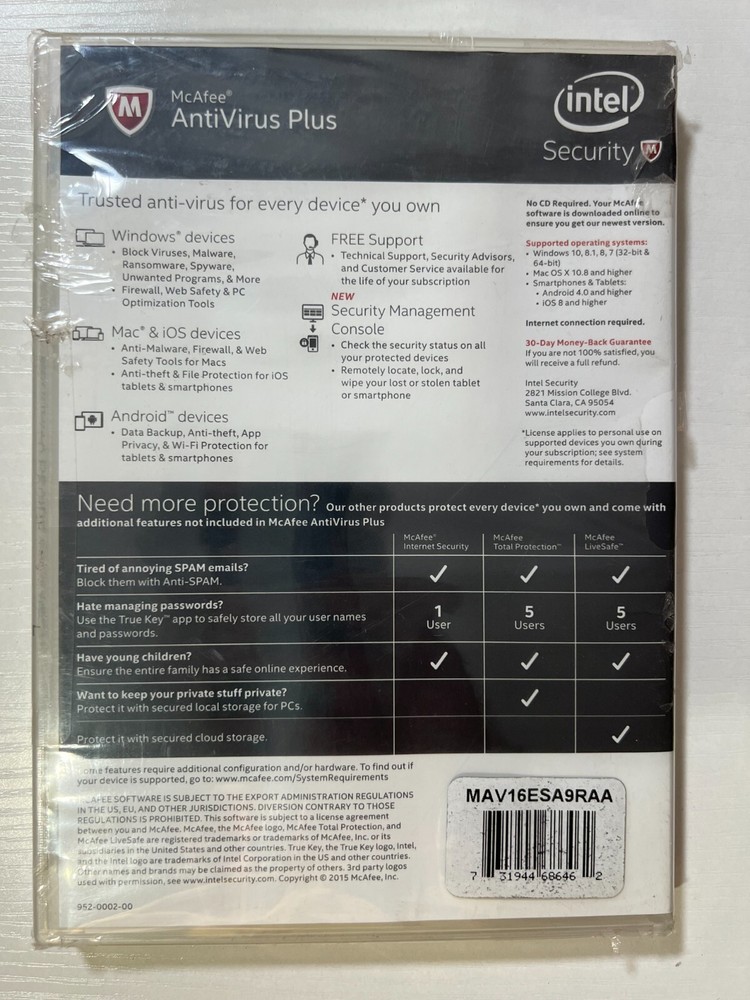 McAfee®
AntiVirus Plus
intel
Security
Trusted anti-virus for every device* you own
Windows® devices
• Block Viruses, Malware,
Ransomware, Spyware,
Unwanted Programs, & More
• Firewall, Web Safety & PC
Optimization Tools
Mac® & iOS devices
• Anti-Malware, Firewall, & Web
Safety Tools for Macs
• Anti-theft & File Protection for iOS
tablets & smartphones
Android™ devices
• Data Backup, Anti-theft, App
Privacy, & Wi-Fi Protection for
tablets & smartphones
FREE Support
• Technical Support, Security Advisors,
and Customer Service available for
the life of your subscription
NEW
Security Management
Console
• Check the security status on all
your protected devices
• Remotely locate, lock, and
wipe your lost or stolen tablet
or smartphone
No CD Required. Your McAfee
software is downloaded online to
ensure you get our newest version.
Supported operating systems:
• Windows 10, 8.1, 8, 7 (32-bit &
64-bit)
• Mac OS X 10.8 and higher
• Smartphones & Tablets:
• Android 4.0 and higher
• iOS 8 and higher
Internet connection required.
30-Day Money-Back Guarantee
If you are not 100% satisfied, you
will receive a full refund.
Intel Security
2821 Mission College Blvd.
Santa Clara, CA 95054
www.intelsecurity.com
*License applies to personal use on
supported devices you own during
your subscription; see system
requirements for details.
Need more protection? Our other products protect every device* you own and come with
additional features not included in McAfee AntiVirus Plus
McAfee®
Internet Security
McAfee
Total Protection™
McAfee
LiveSafe™
Tired of annoying SPAM emails?
Block them with Anti-SPAM.
✓ ✓ ✓
Hate managing passwords?
Use the True Key™ app to safely store all your user names
and passwords.
1 5 5
User Users Users
Have young children?
Ensure the entire family has a safe online experience.
✓ ✓ ✓
Want to keep your private stuff private?
Protect it with secured local storage for PCs.
✓
Protect it with secured cloud storage.
✓
features require additional configuration and/or hardware. To find out if
your device is supported, go to: www.mcafee.com/SystemRequirements
SOFTWARE IS SUBJECT TO THE EXPORT ADMINISTRATION REGULATIONS
IN THE US, EU, AND OTHER JURISDICTIONS. DIVERSION CONTRARY TO THOSE
REGULATIONS IS PROHIBITED. This software is subject to a license agreement
between you and McAfee. McAfee, the McAfee logo, McAfee Total Protection, and
McAfee LiveSafe are registered trademarks or trademarks of McAfee, Inc. or its
subsidiaries in the United States and other countries. True Key, the True Key logo, Intel,
and the Intel logo are trademarks of Intel Corporation in the US and other countries.
Other names and brands may be claimed as the property of others. 3rd party logos
used with permission, see www.intelsecurity.com. Copyright © 2015 McAfee, Inc.
952-0002-00
MAV16ESA9RAA
7 31944 68646 2